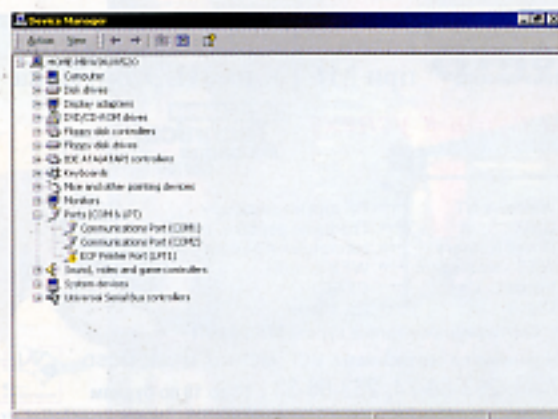 Device Manager
Action View
Computer
Disk drives
Display adapters
DVD/CD-ROM drives
Floppy disk controllers
Floppy disk drives
IDE ATA/ATAPI controllers
Keyboards
Mice and other pointing devices
Monitors
Ports (COM & LPT)
Communications Port (COM1)
Communications Port (COM2)
ECP Printer Port (LPT1)
Sound, video and game controllers
System devices
Universal Serial Bus controllers